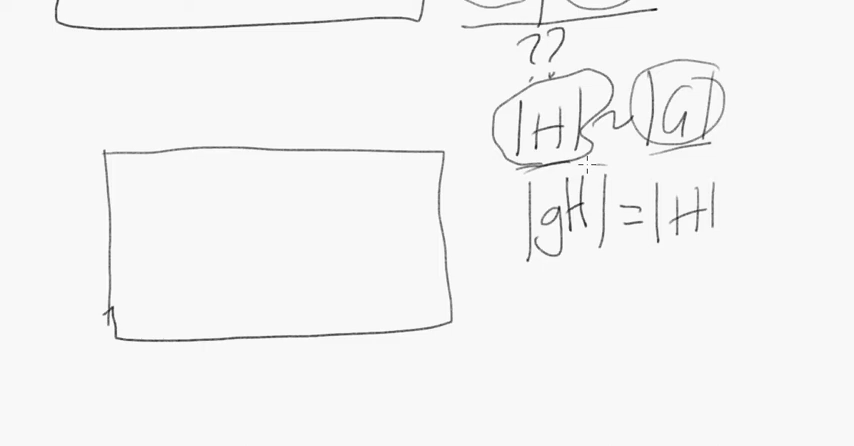 ??
|H| ~ |G|
|gH| = |H|